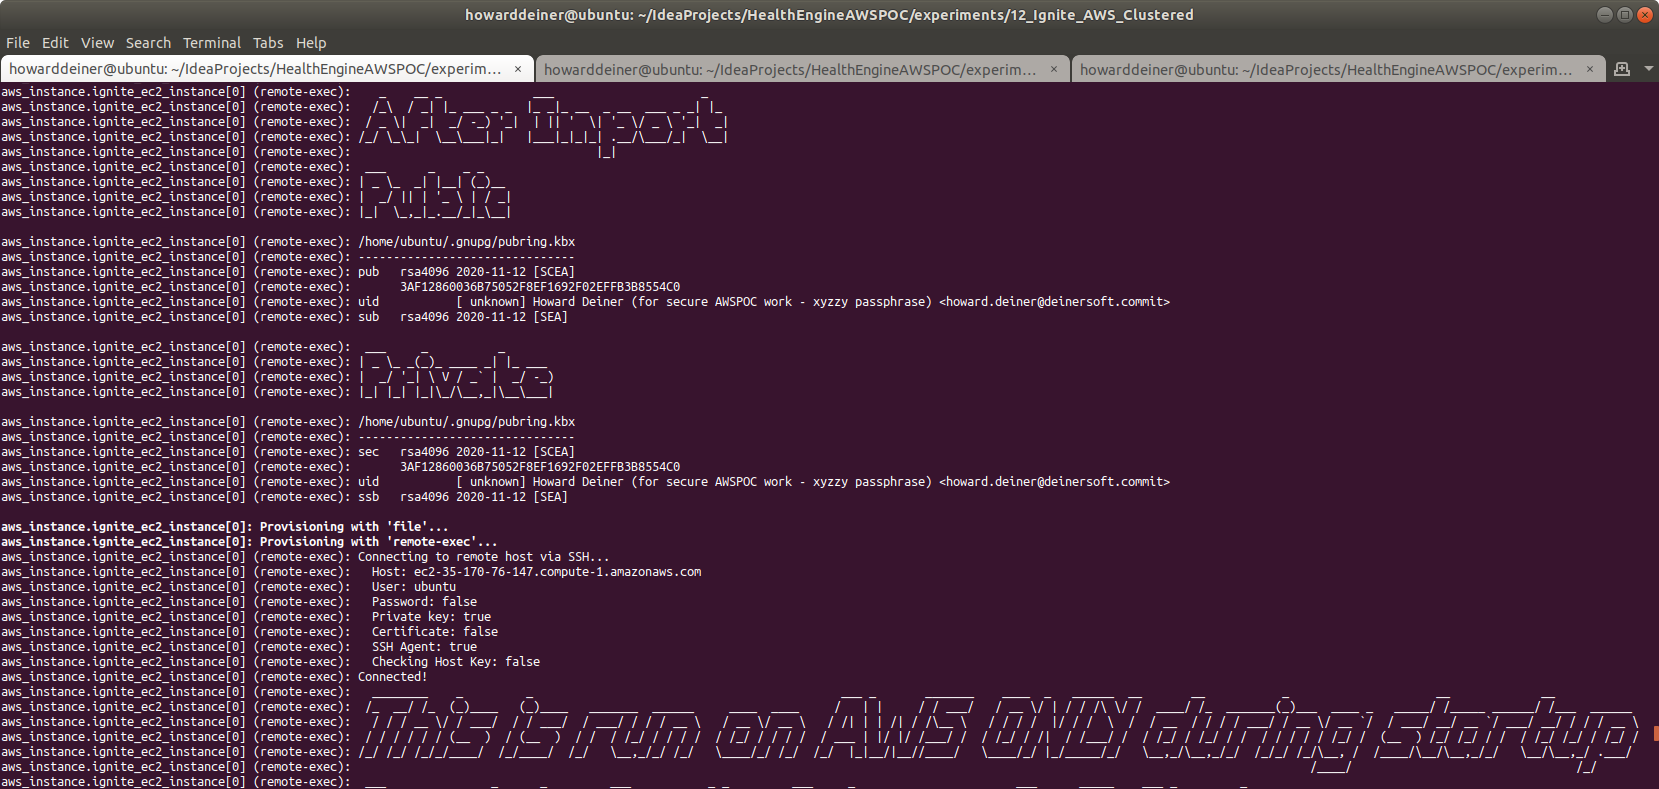 howarddeiner@ubuntu: ~/IdeaProjects/HealthEngineAWSPOC/experiments/12_Ignite_AWS_Clustered
File Edit View Search Terminal Tabs Help
howarddeiner@ubuntu: ~/IdeaProjects/HealthEngineAWSPOC/experim... × howarddeiner@ubuntu: ~/IdeaProjects/HealthEngineAWSPOC/experim... × howarddeiner@ubuntu: ~/IdeaProjects/HealthEngineAWSPOC/experim... ×
aws_instance.ignite_ec2_instance[0] (remote-exec):
aws_instance.ignite_ec2_instance[0] (remote-exec):
aws_instance.ignite_ec2_instance[0] (remote-exec): After Import
aws_instance.ignite_ec2_instance[0] (remote-exec):
aws_instance.ignite_ec2_instance[0] (remote-exec):
aws_instance.ignite_ec2_instance[0] (remote-exec):
aws_instance.ignite_ec2_instance[0] (remote-exec):
aws_instance.ignite_ec2_instance[0] (remote-exec): Public
aws_instance.ignite_ec2_instance[0] (remote-exec):
aws_instance.ignite_ec2_instance[0] (remote-exec): /home/ubuntu/.gnupg/pubring.kbx
aws_instance.ignite_ec2_instance[0] (remote-exec): -------------------------------
aws_instance.ignite_ec2_instance[0] (remote-exec): pub   rsa4096 2020-11-12 [SCEA]
aws_instance.ignite_ec2_instance[0] (remote-exec):       3AF12860036B75052F8EF1692F02EFFB3B8554C0
aws_instance.ignite_ec2_instance[0] (remote-exec): uid           [ unknown] Howard Deiner (for secure AWSPOC work - xyzzy passphrase) <howard.deiner@deinersoft.commit>
aws_instance.ignite_ec2_instance[0] (remote-exec): sub   rsa4096 2020-11-12 [SEA]
aws_instance.ignite_ec2_instance[0] (remote-exec):
aws_instance.ignite_ec2_instance[0] (remote-exec):
aws_instance.ignite_ec2_instance[0] (remote-exec): Private
aws_instance.ignite_ec2_instance[0] (remote-exec):
aws_instance.ignite_ec2_instance[0] (remote-exec): /home/ubuntu/.gnupg/pubring.kbx
aws_instance.ignite_ec2_instance[0] (remote-exec): -------------------------------
aws_instance.ignite_ec2_instance[0] (remote-exec): sec   rsa4096 2020-11-12 [SCEA]
aws_instance.ignite_ec2_instance[0] (remote-exec):       3AF12860036B75052F8EF1692F02EFFB3B8554C0
aws_instance.ignite_ec2_instance[0] (remote-exec): uid           [ unknown] Howard Deiner (for secure AWSPOC work - xyzzy passphrase) <howard.deiner@deinersoft.commit>
aws_instance.ignite_ec2_instance[0] (remote-exec): ssb   rsa4096 2020-11-12 [SEA]
aws_instance.ignite_ec2_instance[0]: Provisioning with 'file'...
aws_instance.ignite_ec2_instance[0]: Provisioning with 'remote-exec'...
aws_instance.ignite_ec2_instance[0] (remote-exec): Connecting to remote host via SSH...
aws_instance.ignite_ec2_instance[0] (remote-exec):   Host: ec2-35-170-76-147.compute-1.amazonaws.com
aws_instance.ignite_ec2_instance[0] (remote-exec):   User: ubuntu
aws_instance.ignite_ec2_instance[0] (remote-exec):   Password: false
aws_instance.ignite_ec2_instance[0] (remote-exec):   Private key: true
aws_instance.ignite_ec2_instance[0] (remote-exec):   Certificate: false
aws_instance.ignite_ec2_instance[0] (remote-exec):   SSH Agent: true
aws_instance.ignite_ec2_instance[0] (remote-exec):   Checking Host Key: false
aws_instance.ignite_ec2_instance[0] (remote-exec): Connected!
aws_instance.ignite_ec2_instance[0] (remote-exec):
aws_instance.ignite_ec2_instance[0] (remote-exec):
aws_instance.ignite_ec2_instance[0] (remote-exec): This is run on AWS ONLY during startup
aws_instance.ignite_ec2_instance[0] (remote-exec):
aws_instance.ignite_ec2_instance[0] (remote-exec):
aws_instance.ignite_ec2_instance[0] (remote-exec):
aws_instance.ignite_ec2_instance[0] (remote-exec):